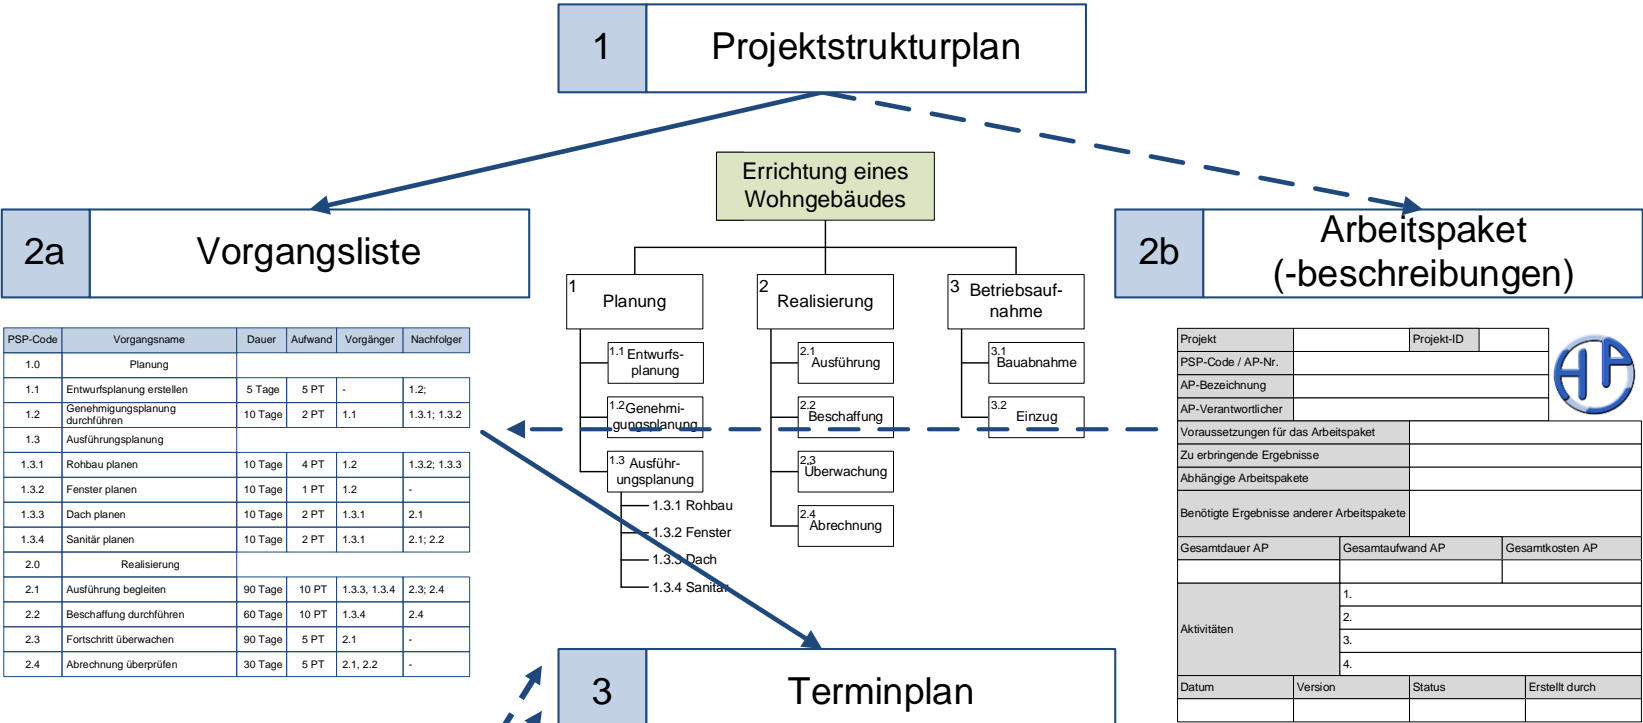 1 Projektstrukturplan
Errichtung eines
Wohngebäudes
2a Vorgangsliste
2b Arbeitspaket
(-beschreibungen)
1 Planung
1.1 Entwurfs-
planung
1.2 Genehmi-
gungsplanung
1.3 Ausführ-
ungsplanung
1.3.1 Rohbau
1.3.2 Fenster
1.3.3 Dach
1.3.4 Sanitär
2 Realisierung
2.1 Ausführung
2.2 Beschaffung
2.3 Überwachung
2.4 Abrechnung
3 Betriebsauf-
nahme
3.1 Bauabnahme
3.2 Einzug
PSP-Code Vorgangsname Dauer Aufwand Vorgänger Nachfolger
1.0 Planung
1.1 Entwurfsplanung erstellen 5 Tage 5 PT - 1.2;
1.2 Genehmigungsplanung
durchführen 10 Tage 2 PT 1.1 1.3.1; 1.3.2
1.3 Ausführungsplanung
1.3.1 Rohbau planen 10 Tage 4 PT 1.2 1.3.2; 1.3.3
1.3.2 Fenster planen 10 Tage 1 PT 1.2 -
1.3.3 Dach planen 10 Tage 2 PT 1.3.1 2.1
1.3.4 Sanitär planen 10 Tage 2 PT 1.3.1 2.1; 2.2
2.0 Realisierung
2.1 Ausführung begleiten 90 Tage 10 PT 1.3.3, 1.3.4 2.3; 2.4
2.2 Beschaffung durchführen 60 Tage 10 PT 1.3.4 2.4
2.3 Fortschritt überwachen 90 Tage 5 PT 2.1 -
2.4 Abrechnung überprüfen 30 Tage 5 PT 2.1, 2.2 -
Projekt Projekt-ID
PSP-Code / AP-Nr.
AP-Bezeichnung
AP-Verantwortlicher
AP
Voraussetzungen für das Arbeitspaket
Zu erbringende Ergebnisse
Abhängige Arbeitspakete
Benötigte Ergebnisse anderer Arbeitspakete
Gesamtdauer AP Gesamtaufwand AP Gesamtkosten AP
Aktivitäten
1.
2.
3.
4.
Datum Version Status Erstellt durch
3 Terminplan